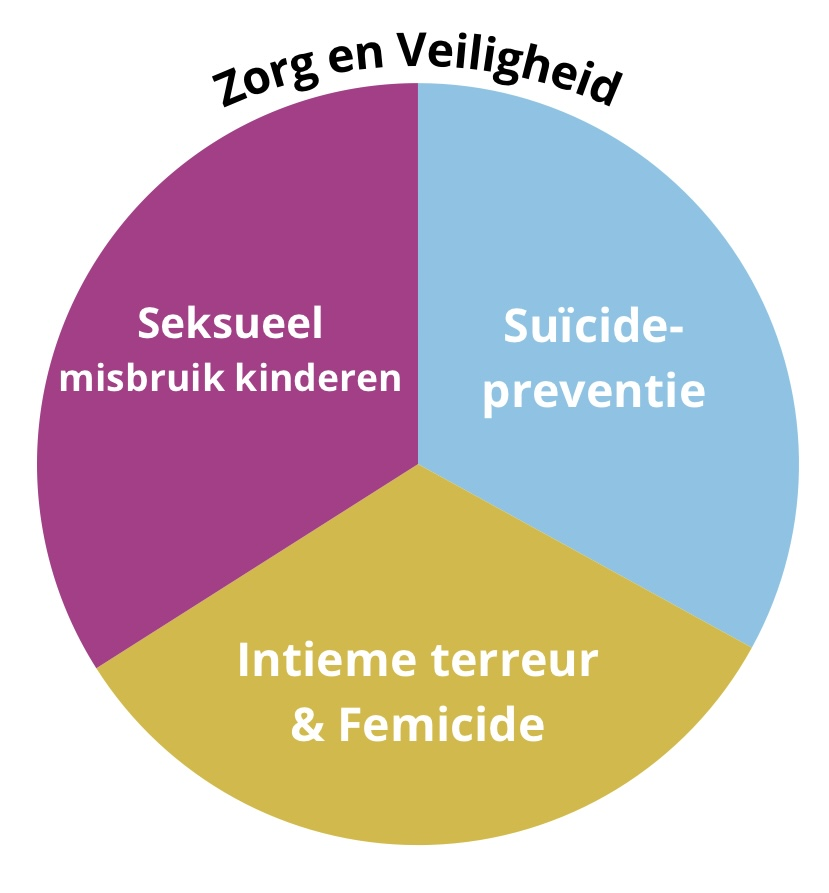 Zorg en Veiligheid
Seksueel
misbruik kinderen
Suïcide-
preventie
Intieme terreur
& Femicide